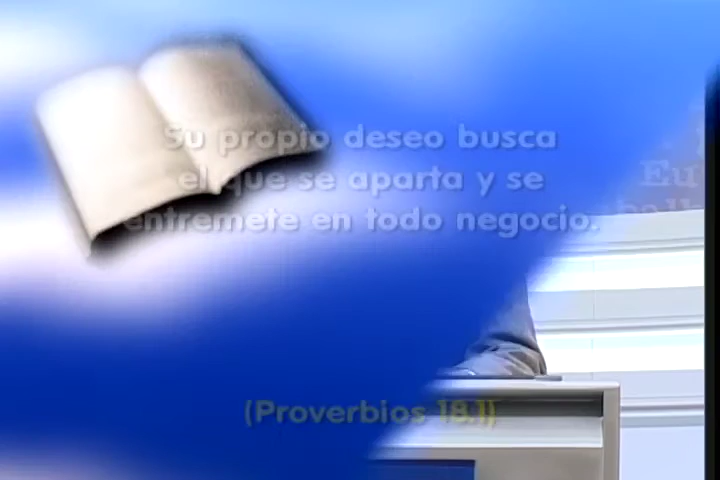 Su propio deseo busca
el que se aparta y se
entremete en todo negocio.
(Proverbios 18.1)